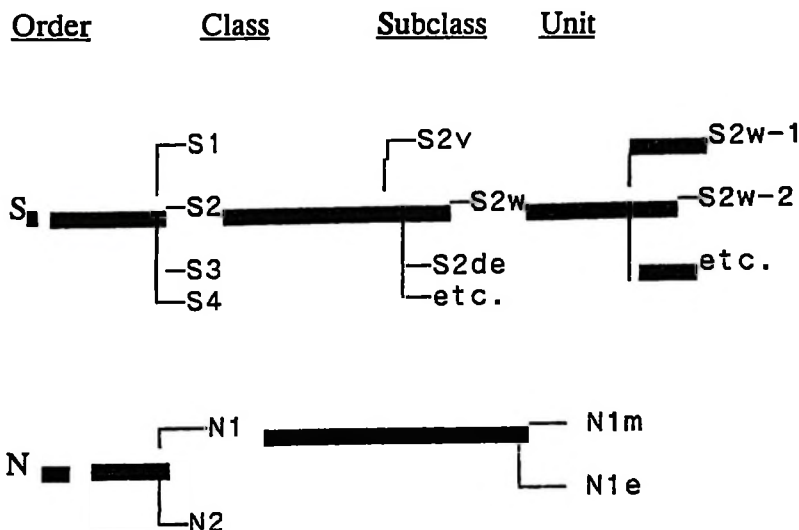 Order Class Subclass Unit
S1 S2v S2w-1
S S2 S2w S2w-2
S3 S2de etc.
S4 etc.
N1 N1m
N N1e
N2